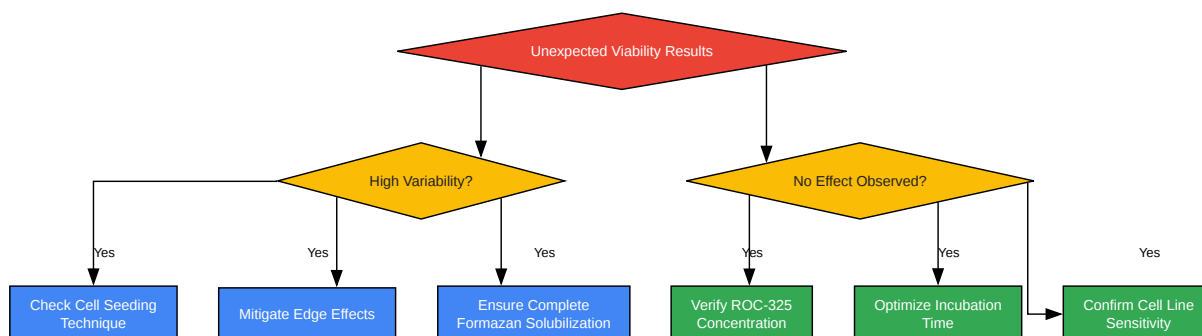 Unexpected Viability Results
High Variability?
No Effect Observed?
Yes
Yes
Yes
Yes
Yes
Yes
Check Cell Seeding
Technique
Mitigate Edge Effects
Ensure Complete
Formazan Solubilization
Verify ROC-325
Concentration
Optimize Incubation
Time
Confirm Cell Line
Sensitivity